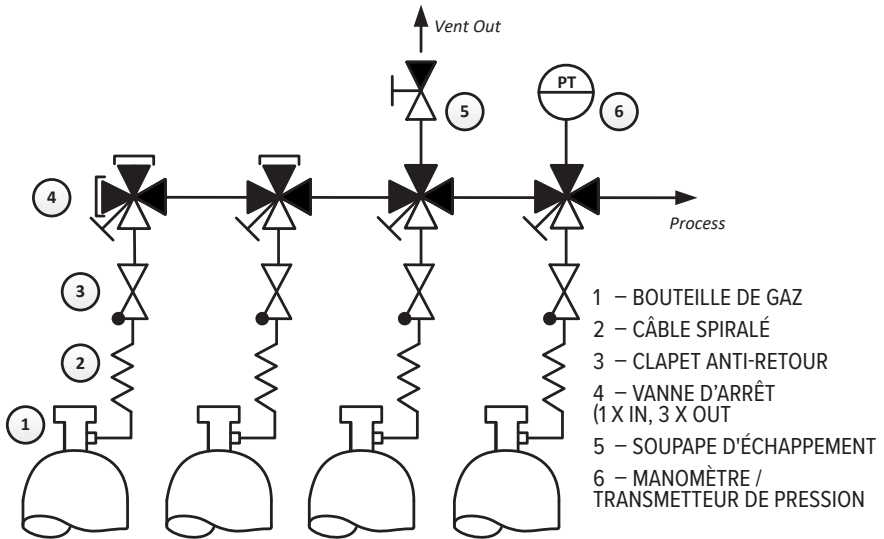 Vent Out
PT
5
6
4
Process
3
1 – BOUTEILLE DE GAZ
2 – CÂBLE SPIRALÉ
2
3 – CLAPET ANTI-RETOUR
4 – VANNE D'ARRÊT
(1 X IN, 3 X OUT
1
5 – SOUPAPE D'ÉCHAPPEMENT
6 – MANOMÈTRE /
TRANSMETTEUR DE PRESSION